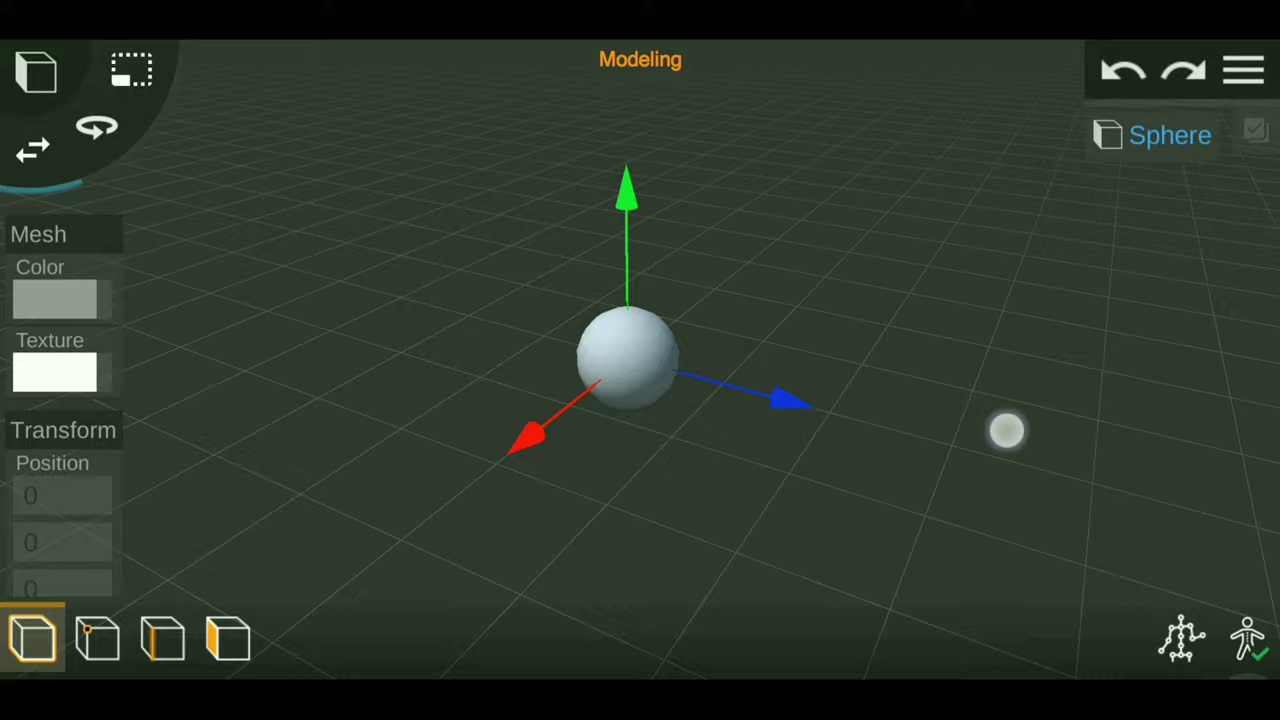 Modeling
Sphere
Mesh
Color
Texture
Transform
Position
0
0
0